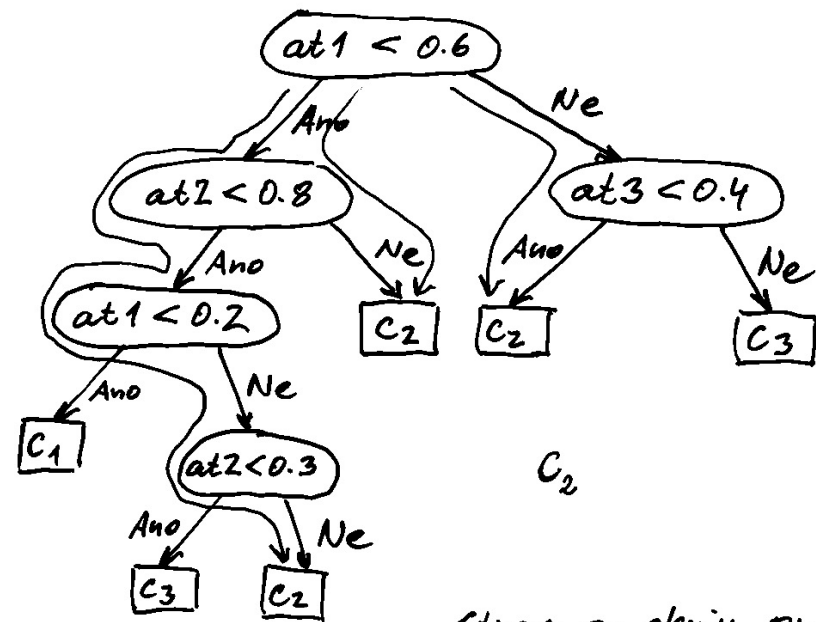 at1 < 0.6
Ano
Ne
at2 < 0.8
at3 < 0.4
Ano
Ne
Ano
Ne
at1 < 0.2
C2
C2
C3
Ano
Ne
C1
at2<0.3
C2
Ano
Ne
C3
C2